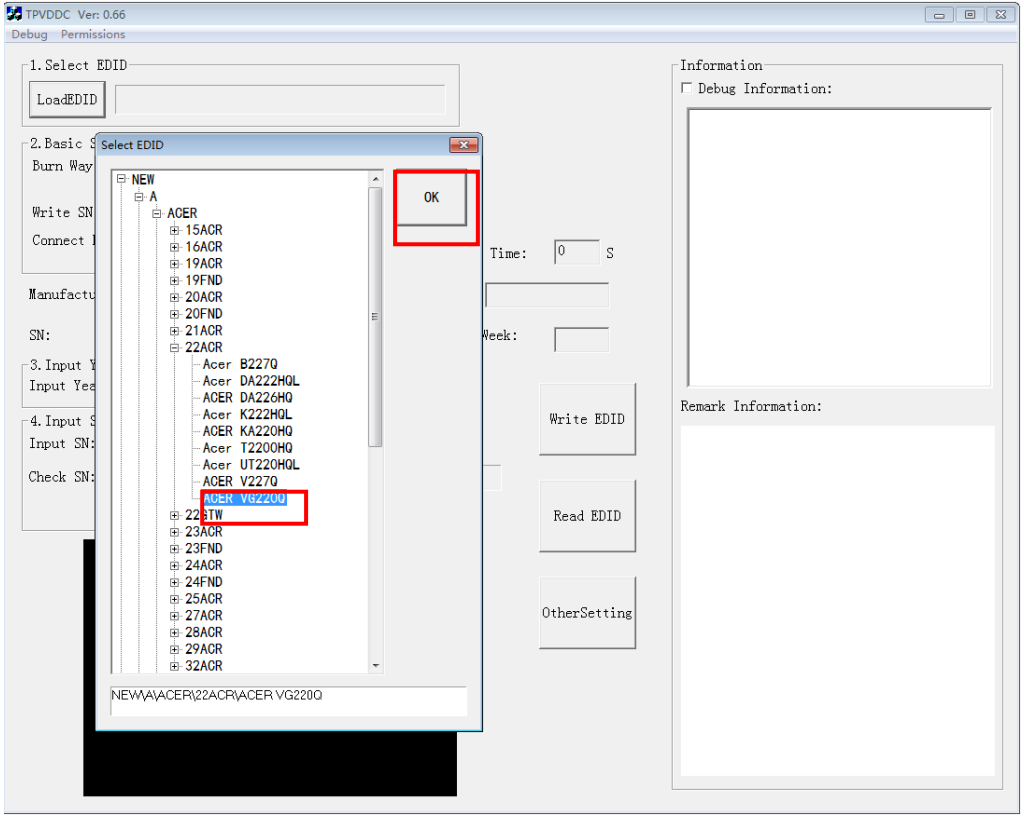 TPVDDC Ver: 0.66
Debug Permissions
1.Select EDID
LoadEDID
2.Basic S
Burn Way
Write SN
Connect
Manufactu
SN:
3.Input Y
Input Yea
4.Input S
Input SN:
Check SN:
Select EDID
NEW
A
ACER
15ACR
16ACR
19ACR
19FND
20ACR
20FND
21ACR
22ACR
Acer B227Q
Acer DA222HQL
ACER DA226HQ
Acer K222HQL
ACER KA220HQ
Acer T2200HQ
Acer UT220HQL
ACER V227Q
ACER VG220Q
22GTW
23ACR
23FND
24ACR
24FND
25ACR
27ACR
28ACR
29ACR
32ACR
NEW\A\ACER\22ACR\ACER VG220Q
OK
Time: 0 S
Week:
Write EDID
Read EDID
OtherSetting
Information
Debug Information:
Remark Information: